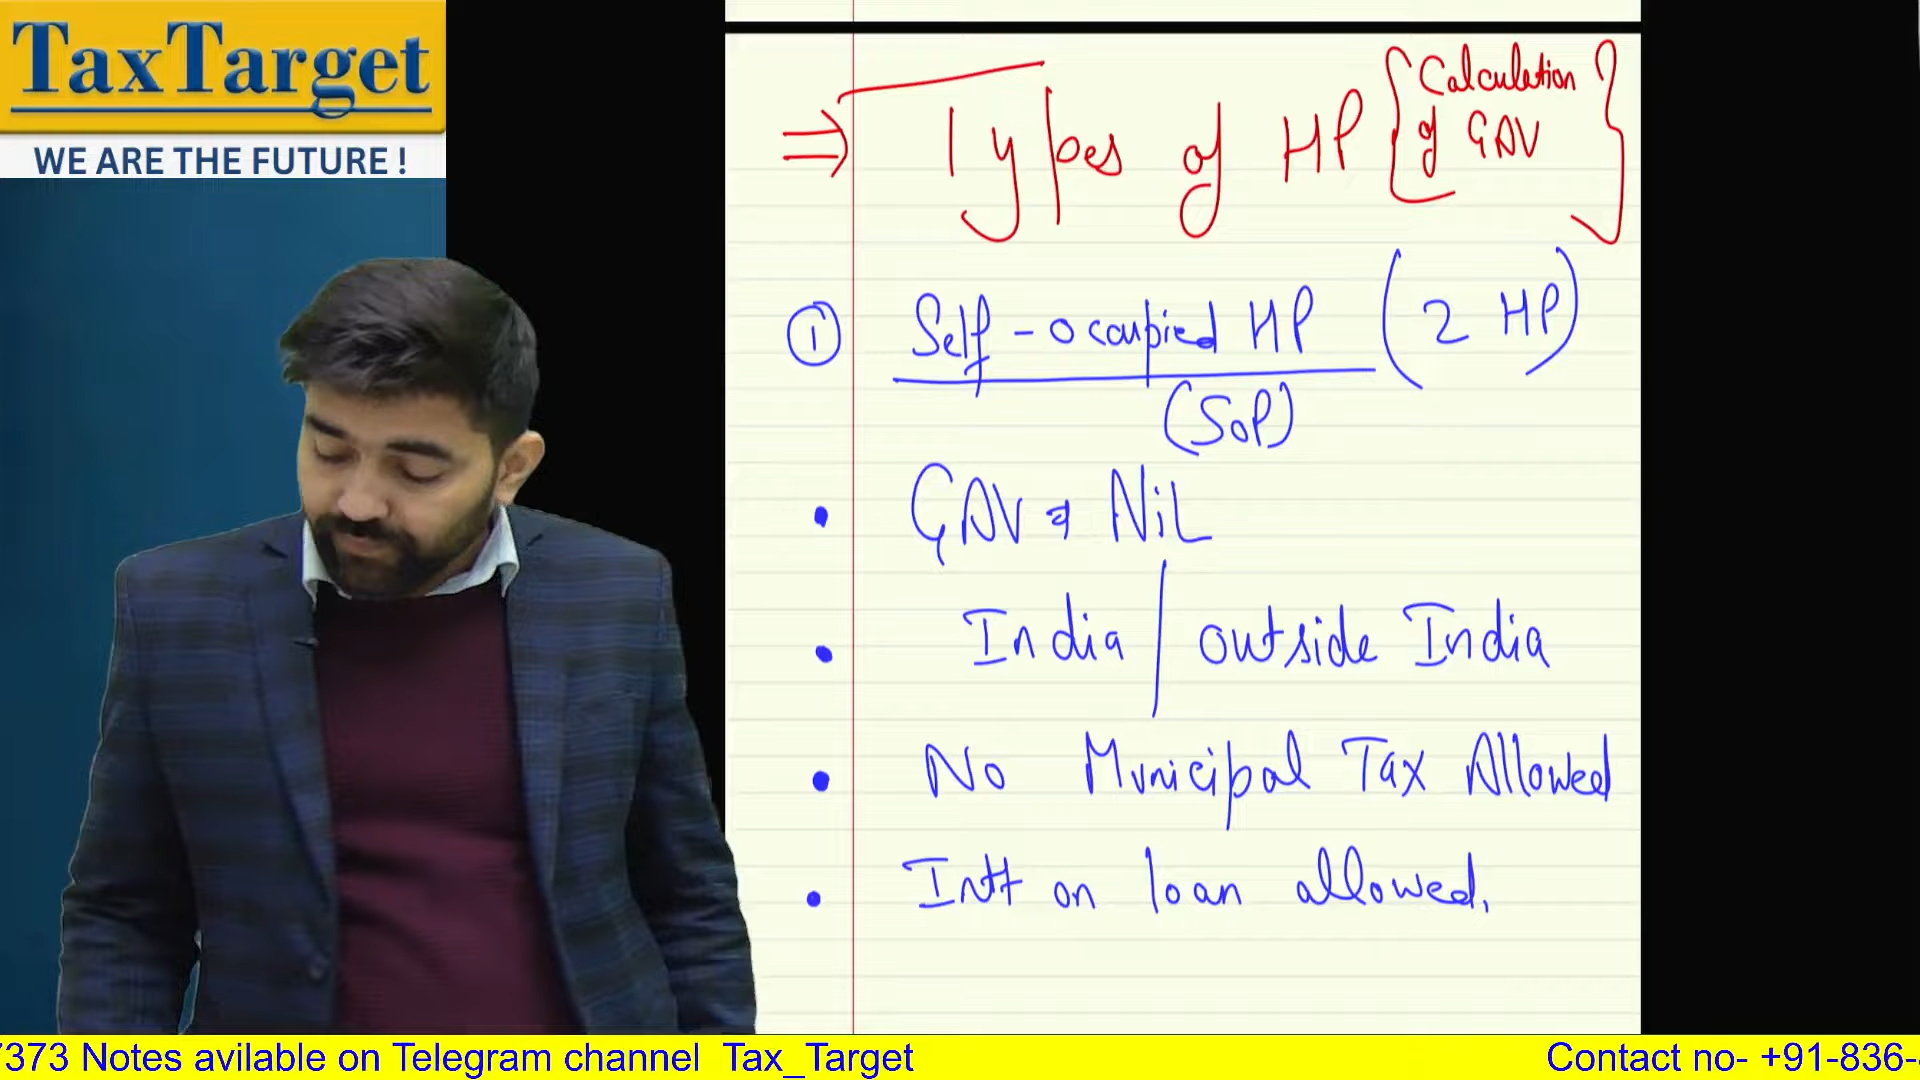 TaxTarget
WE ARE THE FUTURE !
⇒ Types of HP { Calculation of GAV }
① Self-occupied HP (2 HP)
(SOP)
• GAV → NiL
• India / outside India
• No Municipal Tax Allowed
• Intt on loan allowed.
7373 Notes avilable on Telegram channel Tax_Target
Contact no- +91-836-